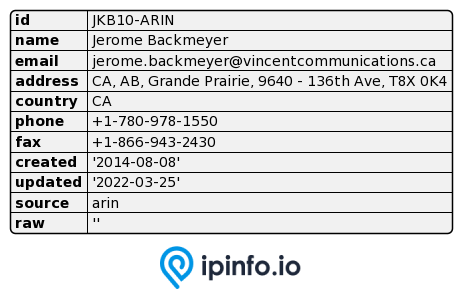 id JKB10-ARIN
name Jerome Backmeyer
email jerome.backmeyer@vincentcommunications.ca
address CA, AB, Grande Prairie, 9640 - 136th Ave, T8X 0K4
country CA
phone +1-780-978-1550
fax +1-866-943-2430
created '2014-08-08'
updated '2022-03-25'
source arin
raw ''
ipinfo.io